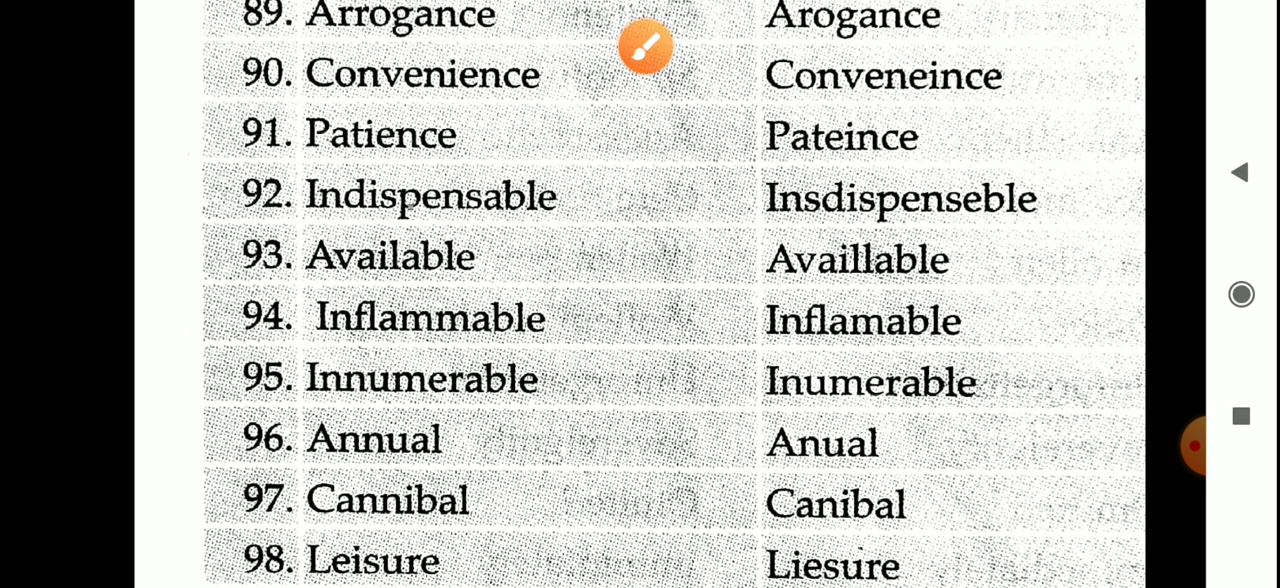 89. Arrogance Arogance
90. Convenience Conveneince
91. Patience Pateince
92. Indispensable Insdispenseble
93. Available Availlable
94. Inflammable Inflamable
95. Innumerable Inumerable
96. Annual Anual
97. Cannibal Canibal
98. Leisure Liesure